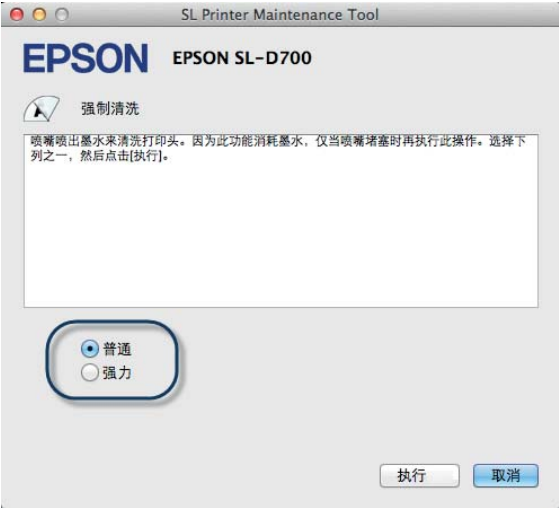 SL Printer Maintenance Tool
EPSON EPSON SL-D700
强制清洗
喷嘴喷出墨水来清洗打印头。因为此功能消耗墨水，仅当喷嘴堵塞时再执行此操作。选择下
列之一，然后点击[执行]。
普通
强力
执行 取消